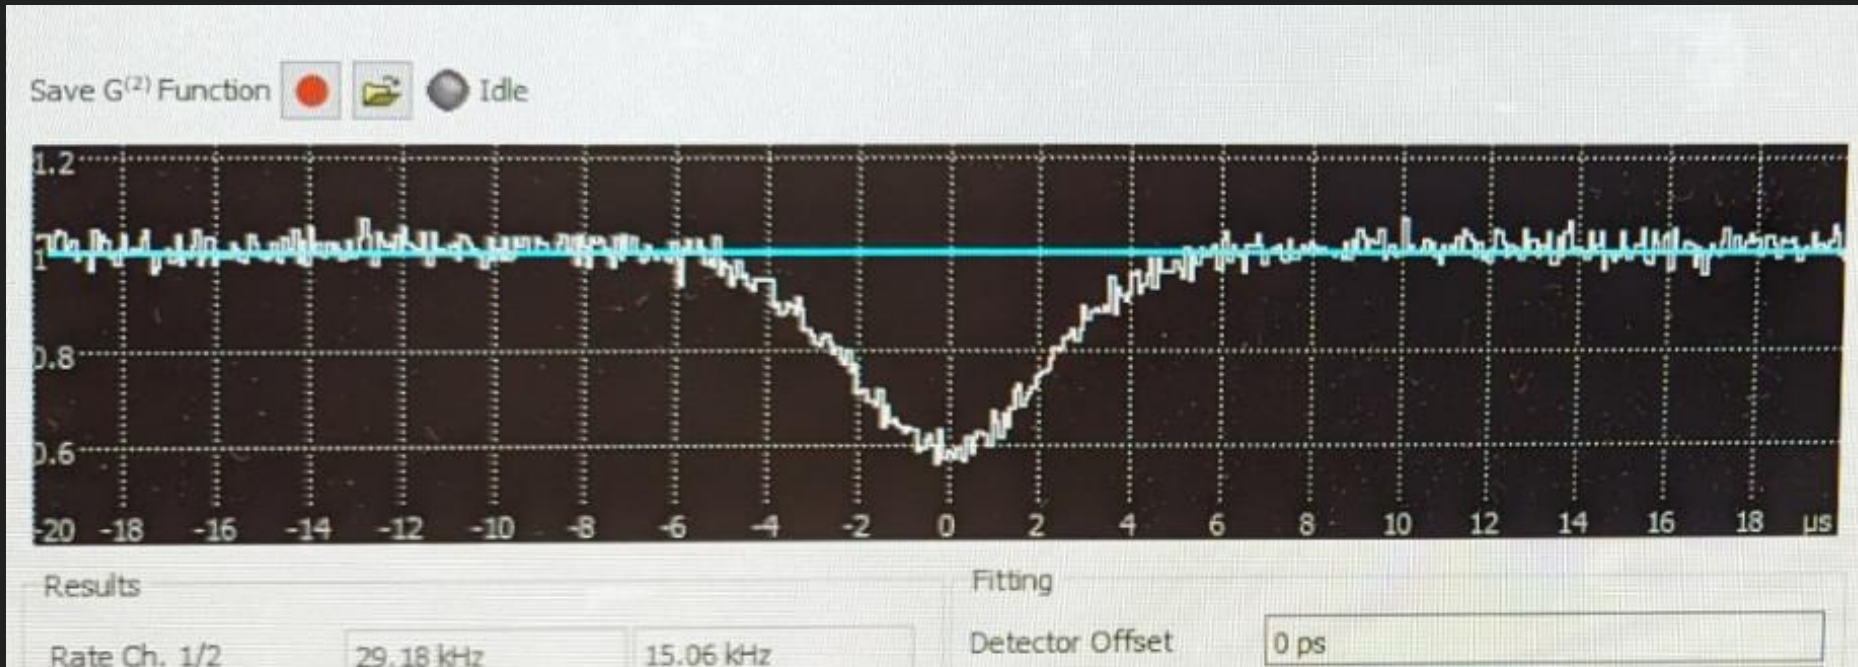 Save G(2) Function Idle
1.2
1
0.8
0.6
-20 -18 -16 -14 -12 -10 -8 -6 -4 -2 0 2 4 6 8 10 12 14 16 18 µs
Results
Fitting
Rate Ch. 1/2 29.18 kHz 15.06 kHz
Detector Offset 0 ps